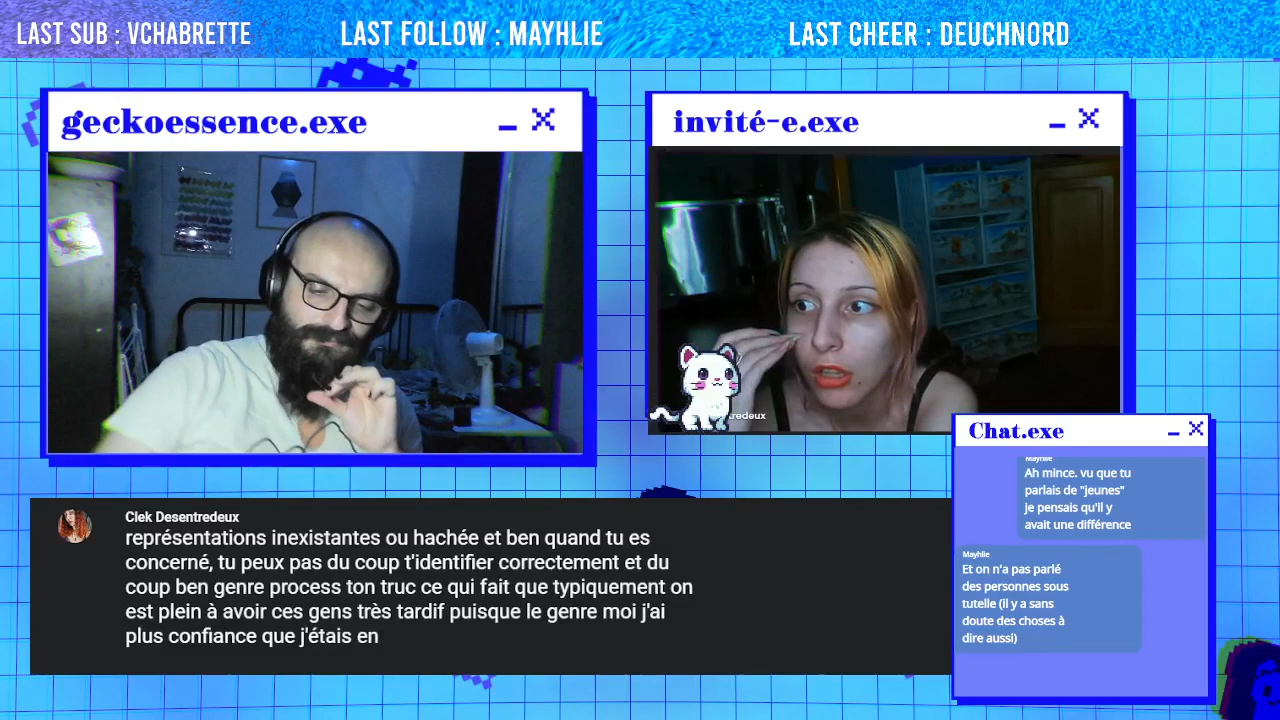 LAST SUB : VCHABRETTE
LAST FOLLOW : MAYHLIE
LAST CHEER : DEUCHNORD
geckoessence.exe
invité-e.exe
redeux
Chat.exe
Mayhlie
Ah mince. vu que tu
parlais de "jeunes"
je pensais qu'il y
avait une différence
Mayhlie
Et on n'a pas parlé
des personnes sous
tutelle (il y a sans
doute des choses à
dire aussi)
Clek Desentredeux
représentations inexistantes ou hachée et ben quand tu es
concerné, tu peux pas du coup t'identifier correctement et du
coup ben genre process ton truc ce qui fait que typiquement on
est plein à avoir ces gens très tardif puisque le genre moi j'ai
plus confiance que j'étais en